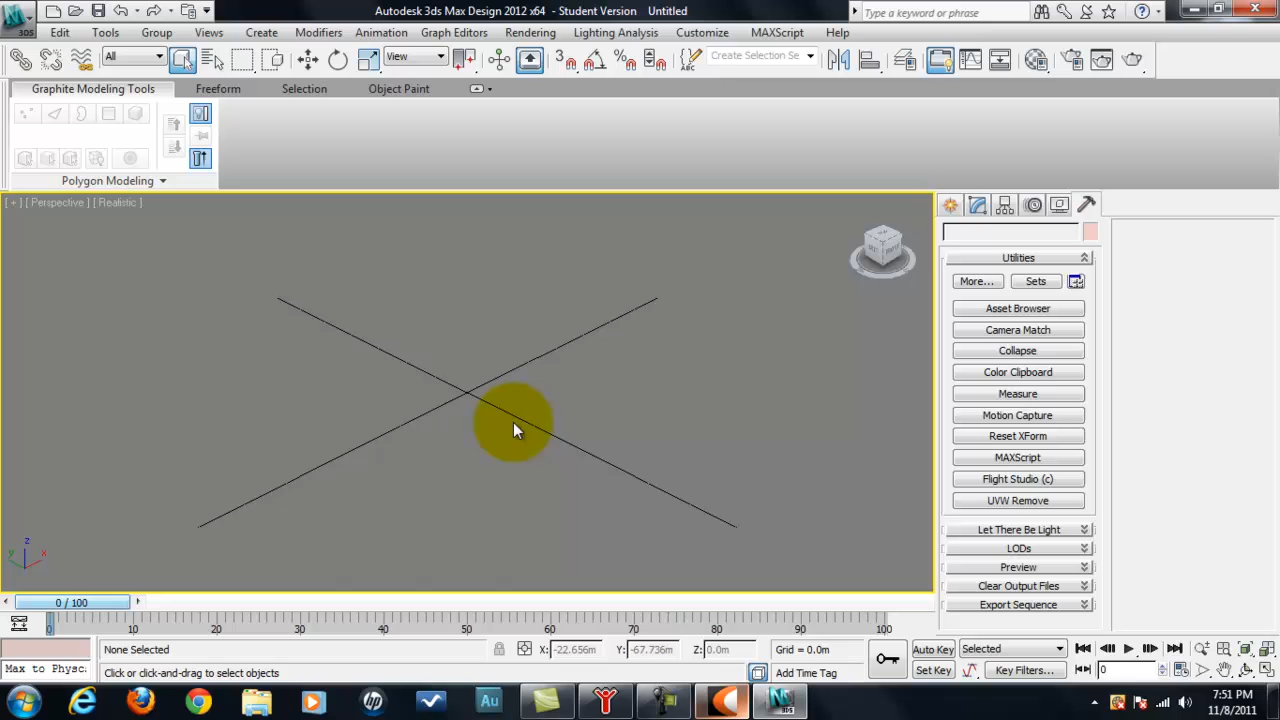 Autodesk 3ds Max Design 2012 x64 - Student Version Untitled
Type a keyword or phrase
3DS
Edit Tools Group Views Create Modifiers Animation Graph Editors Rendering Lighting Analysis Customize MAXScript Help
All View 3 Create Selection Se
Graphite Modeling Tools Freeform Selection Object Paint
Polygon Modeling
[ + ] [ Perspective ] [ Realistic ]
Utilities
More... Sets
Asset Browser
Camera Match
Collapse
Color Clipboard
Measure
Motion Capture
Reset XForm
MAXScript
Flight Studio (c)
UVW Remove
Let There Be Light
LODs
Preview
Clear Output Files
Export Sequence
z
y x
0 / 100
0 10 20 30 40 50 60 70 80 90 100
None Selected X: -22.656m Y: -67.736m Z: 0.0m Grid = 0.0m Auto Key Selected
Max to Physc. Click or click-and-drag to select objects Add Time Tag Set Key Key Filters... 0
hp Au 3DS
7:51 PM
11/8/2011